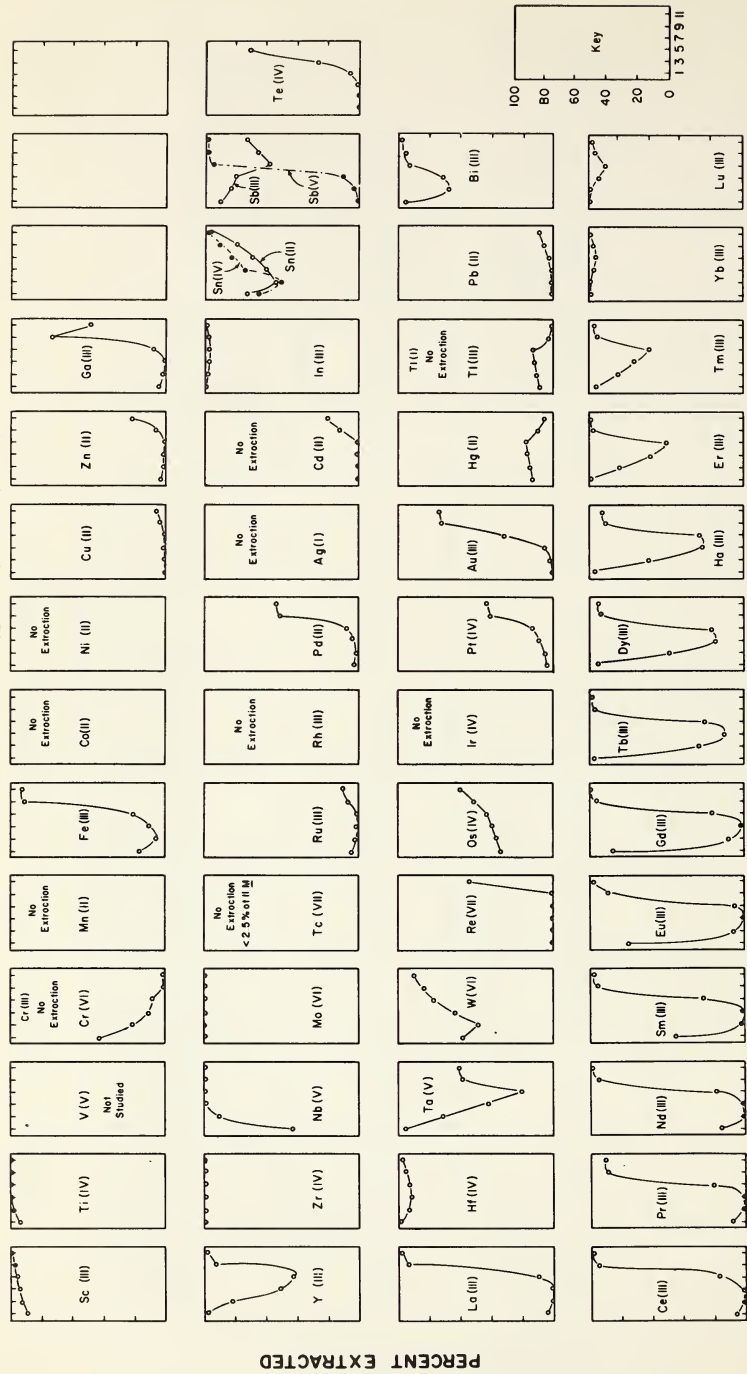 PERCENT EXTRACTED
Sc (III)
Ti (IV)
V (V)
Not
Studied
Cr (III)
No
Extraction
Cr (VI)
No
Extraction
Mn (II)
Fe (III)
No
Extraction
Co(II)
No
Extraction
Ni (II)
Cu (II)
Zn (II)
Ga (III)
Y (III)
Zr (IV)
Nb (V)
Mo (VI)
No
Extraction
<2.5% at 11 M
Tc (VII)
Ru (III)
No
Extraction
Rh (III)
Pd (II)
No
Extraction
Ag (I)
No
Extraction
Cd (II)
In (III)
Sn(IV)
Sn(II)
Sb(III)
Sb(V)
Te (IV)
La (III)
Hf (IV)
Ta (V)
W(VI)
Re (VII)
Os (IV)
No
Extraction
Ir (IV)
Pt (IV)
Au (III)
Hg (II)
Tl (I)
No
Extraction
Tl (III)
Pb (II)
Bi (III)
Ce (III)
Pr (III)
Nd (III)
Sm (III)
Eu (III)
Gd (III)
Tb (III)
Dy (III)
Ho (III)
Er (III)
Tm (III)
Yb (III)
Lu (III)
100
80
60
40
20
0
Key
1 3 5 7 9 11